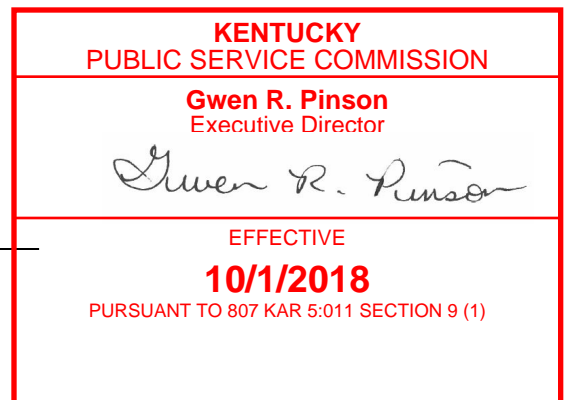 KENTUCKY
PUBLIC SERVICE COMMISSION
Gwen R. Pinson
Executive Director
Gwen R. Pinson
EFFECTIVE
10/1/2018
PURSUANT TO 807 KAR 5:011 SECTION 9 (1)